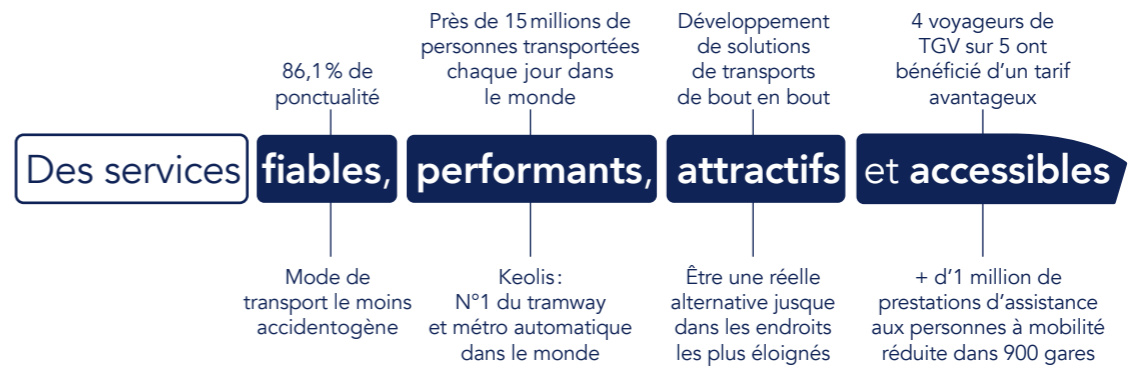 86,1 % de
ponctualité
Près de 15 millions de
personnes transportées
chaque jour dans
le monde
Développement
de solutions
de transports
de bout en bout
4 voyageurs de
TGV sur 5 ont
bénéficié d’un tarif
avantageux
Des services fiables, performants, attractifs et accessibles
Mode de
transport le moins
accidentogène
Keolis :
N°1 du tramway
et métro automatique
dans le monde
Être une réelle
alternative jusque
dans les endroits
les plus éloignés
+ d’1 million de
prestations d’assistance
aux personnes à mobilité
réduite dans 900 gares